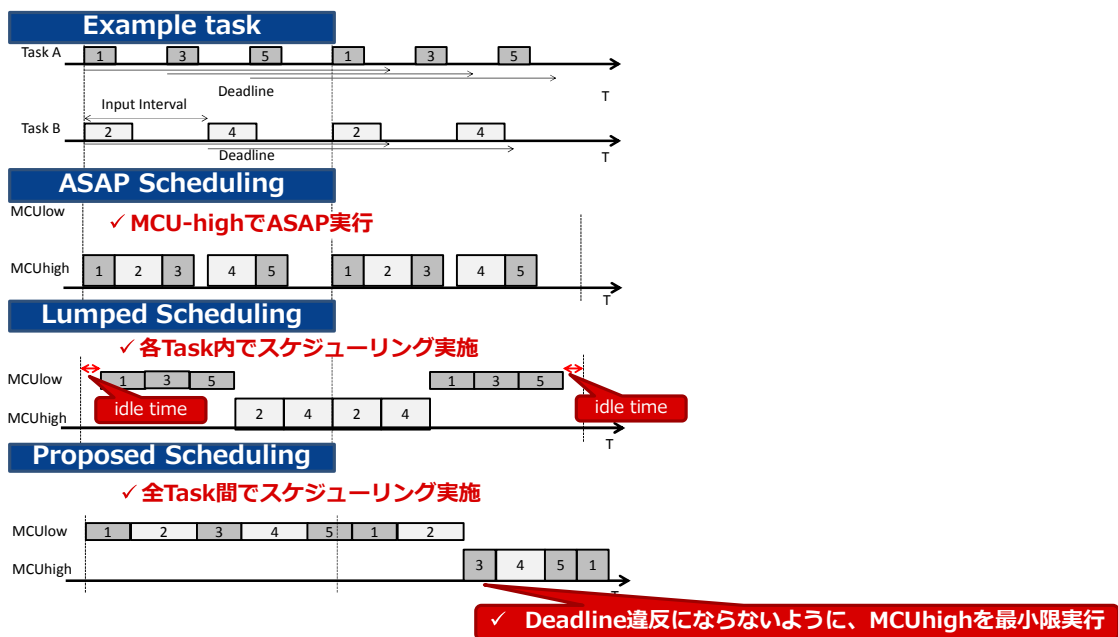 Example task
Task A
1 3 5 1 3 5
Deadline
T
Input Interval
Task B
2 4 2 4
Deadline
T
ASAP Scheduling
MCUlow
✓ MCU-highでASAP実行
MCUhigh
1 2 3 4 5 1 2 3 4 5
T
Lumped Scheduling
✓ 各Task内でスケジューリング実施
MCUlow
1 3 5 1 3 5
idle time
idle time
MCUhigh
2 4 2 4
T
Proposed Scheduling
✓ 全Task間でスケジューリング実施
MCUlow
1 2 3 4 5 1 2
MCUhigh
3 4 5 1
T
✓ Deadline違反にならないように、MCUhighを最小限実行